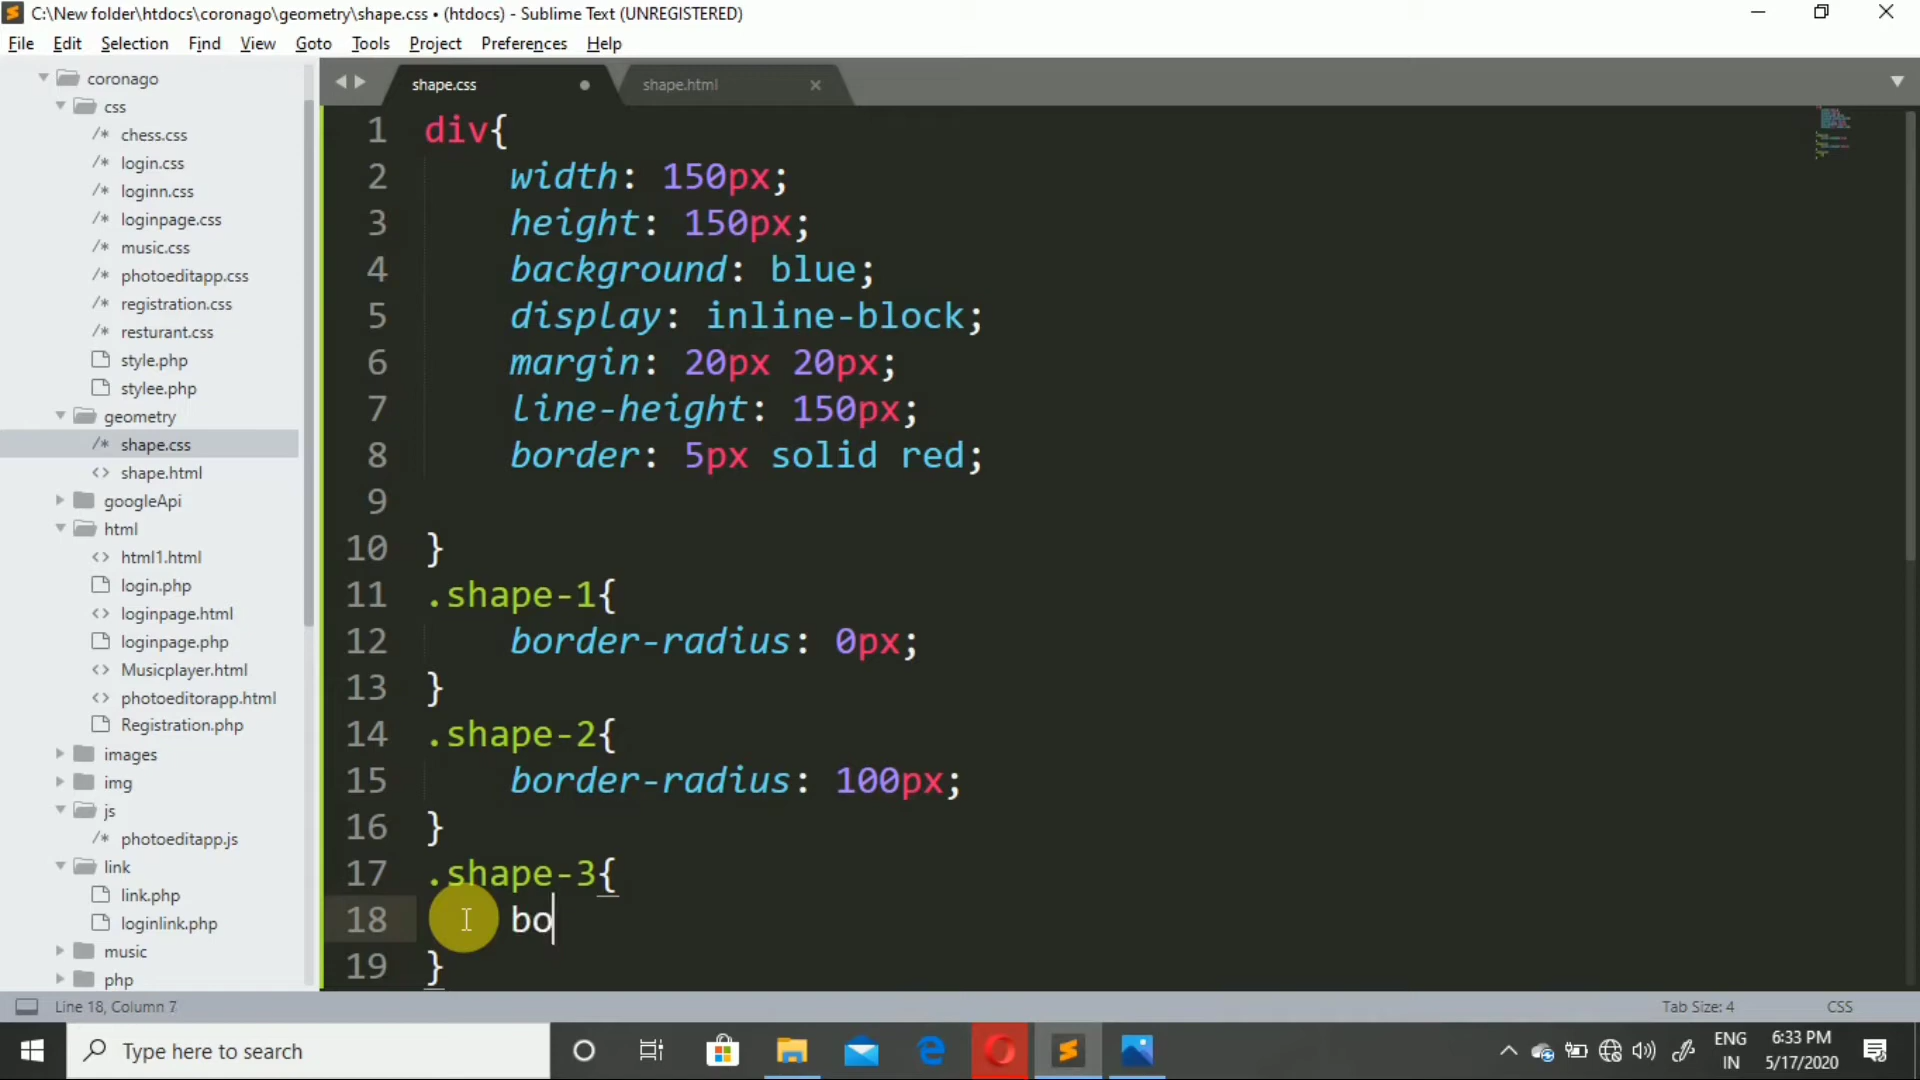 C:\New folder\htdocs\coronago\geometry\shape.css • (htdocs) - Sublime Text (UNREGISTERED)
File Edit Selection Find View Goto Tools Project Preferences Help
coronago
css
/* chess.css
/* login.css
/* loginn.css
/* loginpage.css
/* music.css
/* photoeditapp.css
/* registration.css
/* resturant.css
style.php
stylee.php
geometry
/* shape.css
<> shape.html
googleApi
html
<> html1.html
login.php
<> loginpage.html
loginpage.php
<> Musicplayer.html
<> photoeditorapp.html
Registration.php
images
img
js
/* photoeditapp.js
link
link.php
loginlink.php
music
php
shape.css shape.html
1 div{
2 width: 150px;
3 height: 150px;
4 background: blue;
5 display: inline-block;
6 margin: 20px 20px;
7 line-height: 150px;
8 border: 5px solid red;
9
10 }
11 .shape-1{
12 border-radius: 0px;
13 }
14 .shape-2{
15 border-radius: 100px;
16 }
17 .shape-3{
18 bo
19 }
Line 18, Column 7 Tab Size: 4 CSS
Type here to search
ENG
IN
6:33 PM
5/17/2020